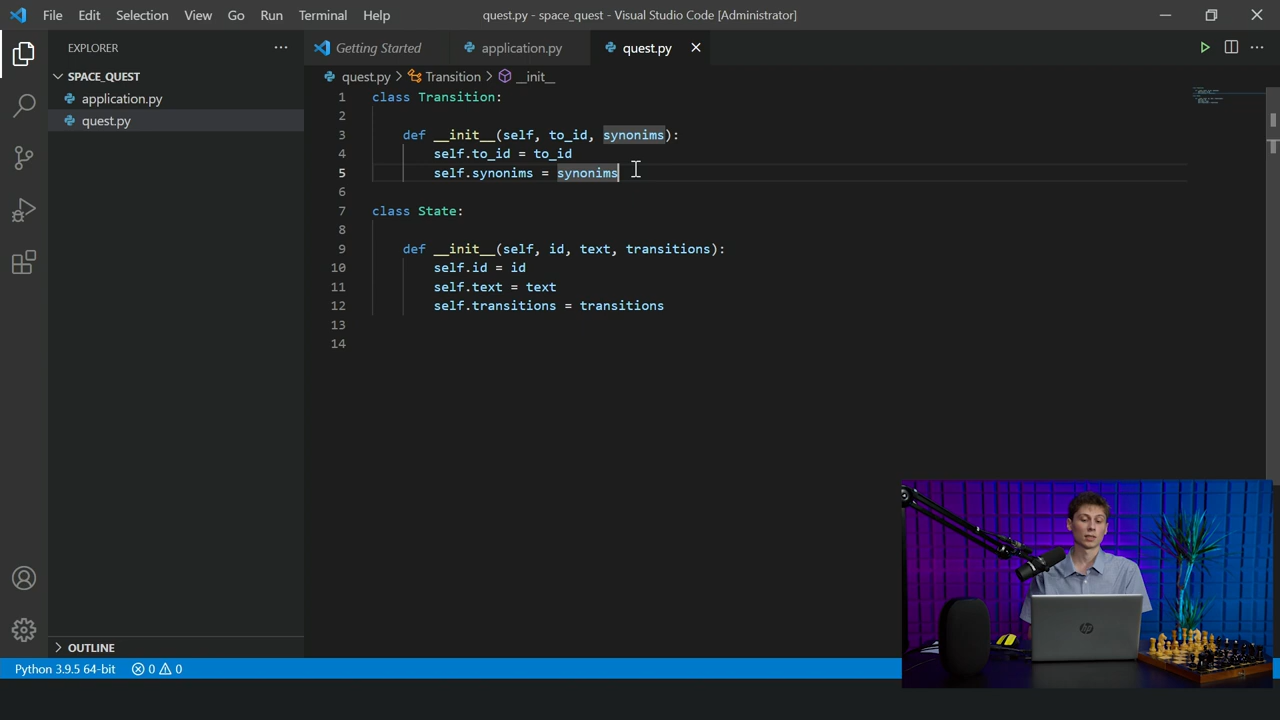 File Edit Selection View Go Run Terminal Help
quest.py - space_quest - Visual Studio Code [Administrator]
EXPLORER
Getting Started
application.py
quest.py
SPACE_QUEST
application.py
quest.py
quest.py > Transition > __init__
1 class Transition:
2
3 def __init__(self, to_id, synonims):
4 self.to_id = to_id
5 self.synonims = synonims
6
7 class State:
8
9 def __init__(self, id, text, transitions):
10 self.id = id
11 self.text = text
12 self.transitions = transitions
13
14
OUTLINE
Python 3.9.5 64-bit 0 0
hp